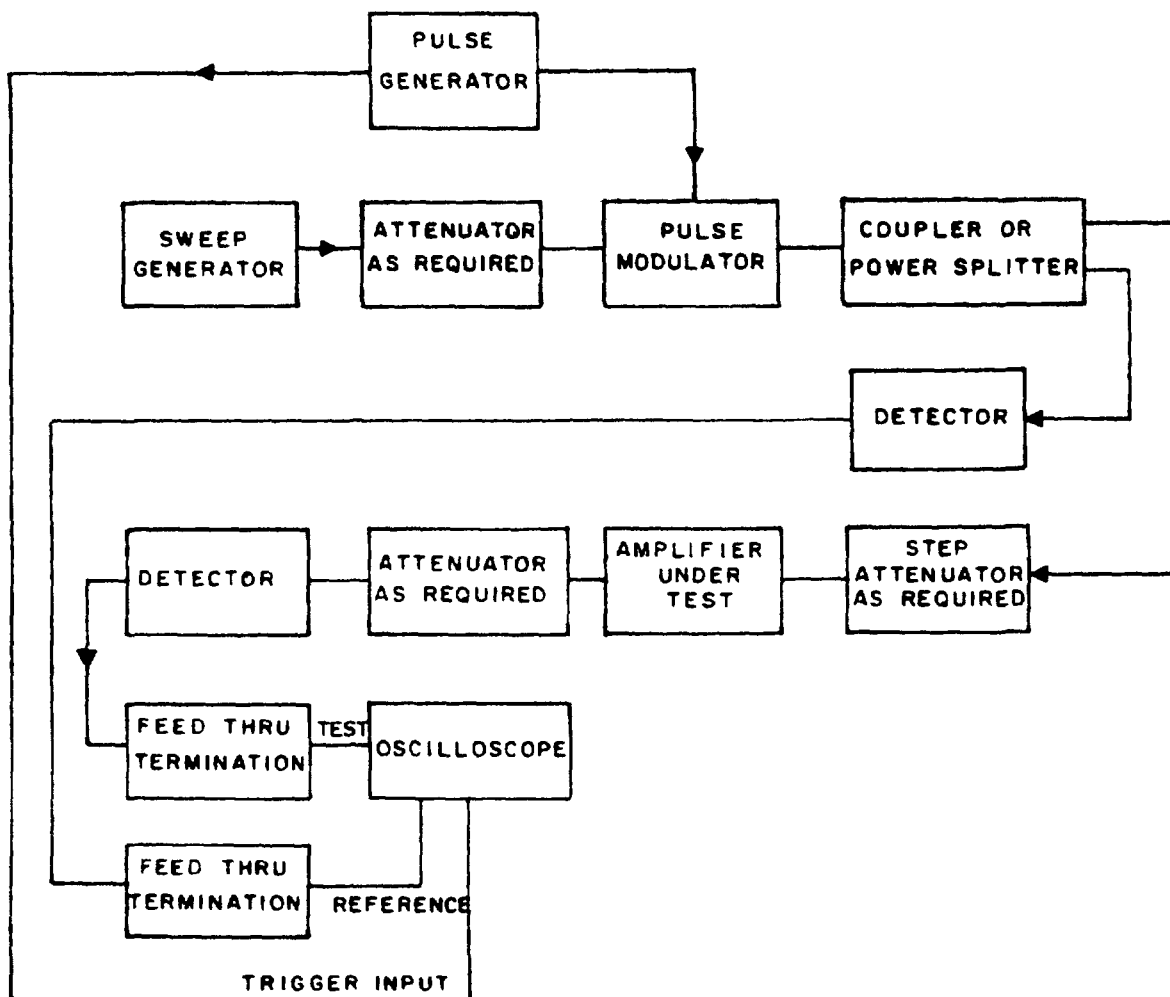 PULSE
GENERATOR
SWEEP
GENERATOR
ATTENUATOR
AS REQUIRED
PULSE
MODULATOR
COUPLER OR
POWER SPLITTER
DETECTOR
DETECTOR
ATTENUATOR
AS REQUIRED
AMPLIFIER
UNDER
TEST
STEP
ATTENUATOR
AS REQUIRED
FEED THRU
TERMINATION
TEST
OSCILLOSCOPE
FEED THRU
TERMINATION
REFERENCE
TRIGGER INPUT